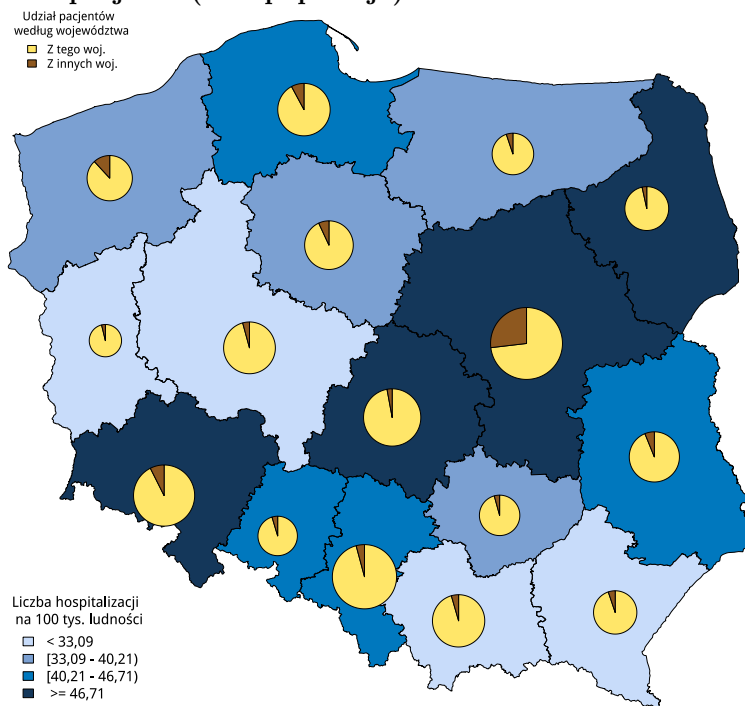 Udział pacjentów
według województwa
Z tego woj.
Z innych woj.
Liczba hospitalizacji
na 100 tys. ludności
< 33,09
[33,09 - 40,21)
[40,21 - 46,71)
>= 46,71